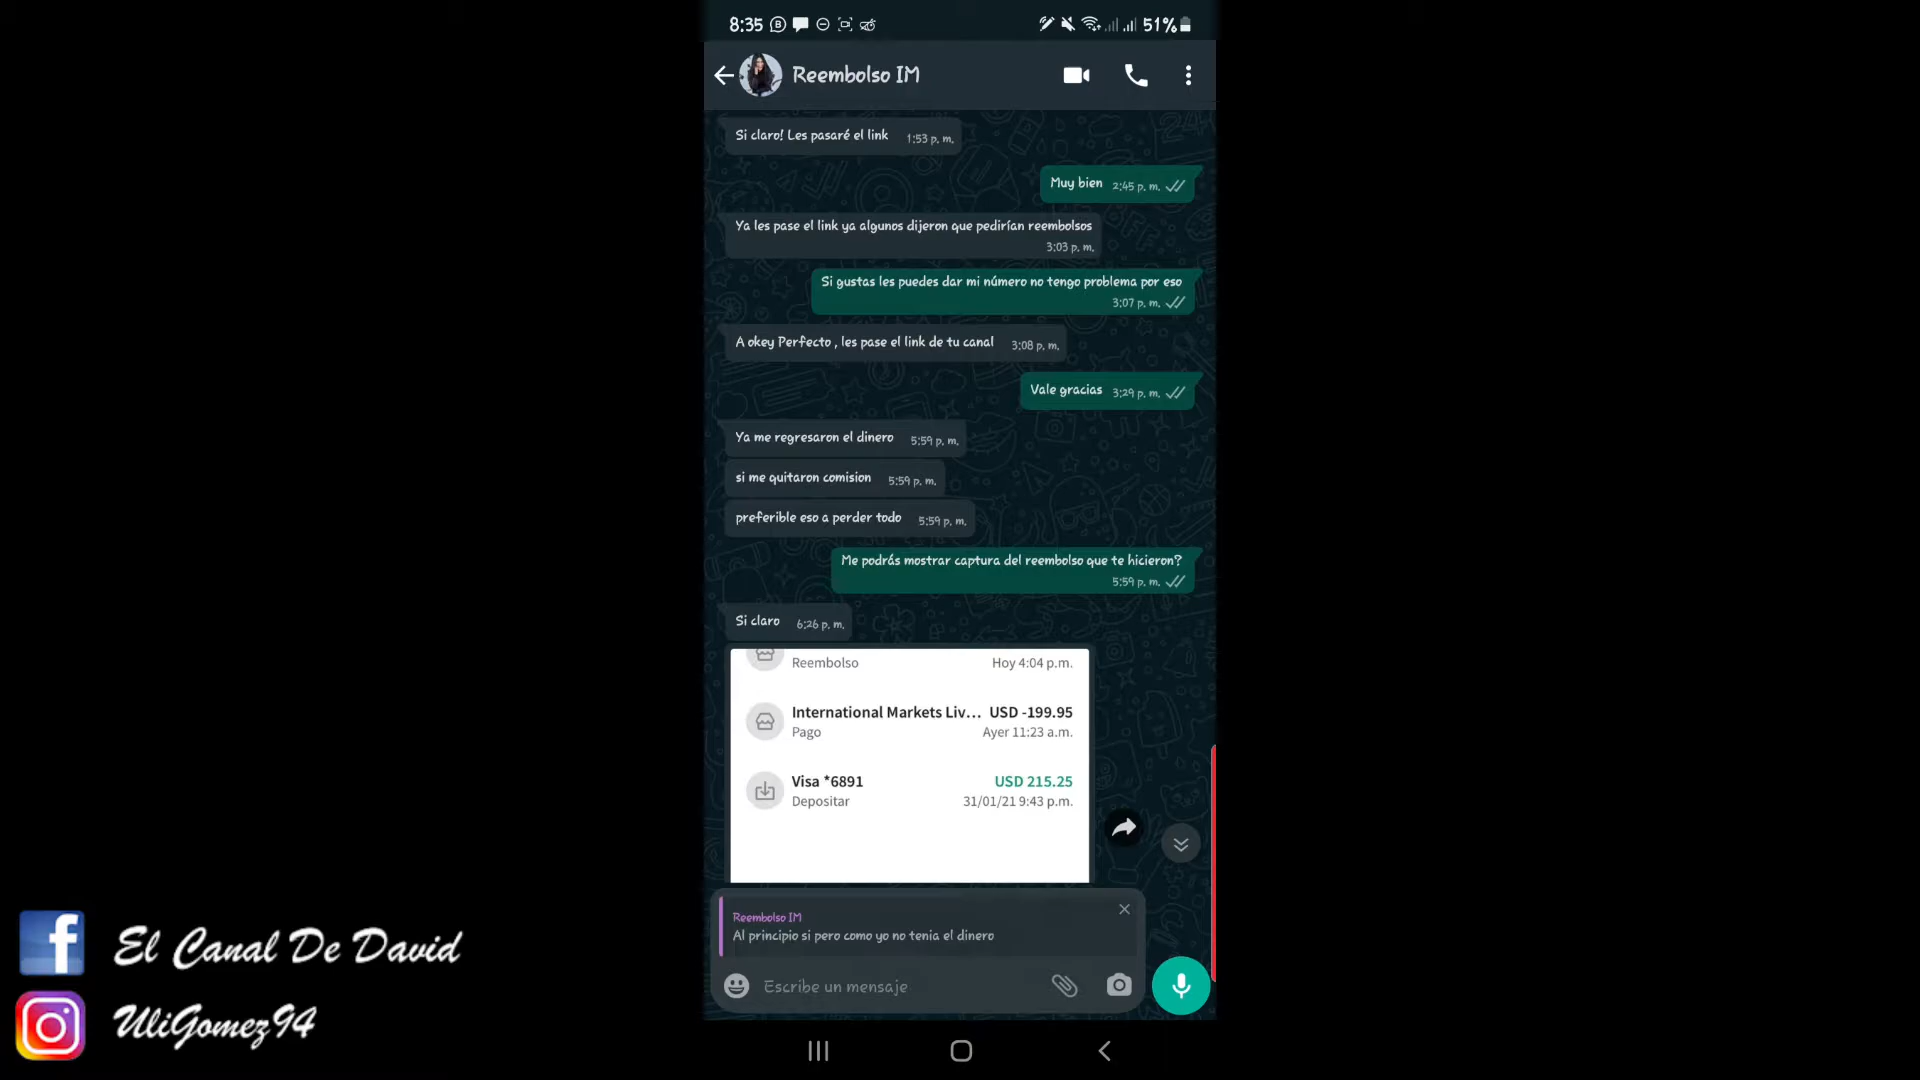 8:35
51%
Reembolso IM
Si claro! Les pasaré el link 1:53 p. m.
Muy bien 2:45 p. m.
Ya les pase el link ya algunos dijeron que pedirían reembolsos
3:03 p. m.
Si gustas les puedes dar mi número no tengo problema por eso
3:07 p. m.
A okey Perfecto , les pase el link de tu canal 3:08 p. m.
Vale gracias 3:29 p. m.
Ya me regresaron el dinero 5:59 p. m.
si me quitaron comision 5:59 p. m.
preferible eso a perder todo 5:59 p. m.
Me podrás mostrar captura del reembolso que te hicieron?
5:59 p. m.
Si claro 6:26 p. m.
Reembolso Hoy 4:04 p.m.
International Markets Liv... USD -199.95
Pago Ayer 11:23 a.m.
Visa *6891 USD 215.25
Depositar 31/01/21 9:43 p.m.
Reembolso IM
Al principio si pero como yo no tenia el dinero
Escribe un mensaje
El Canal De David
UliGomez94